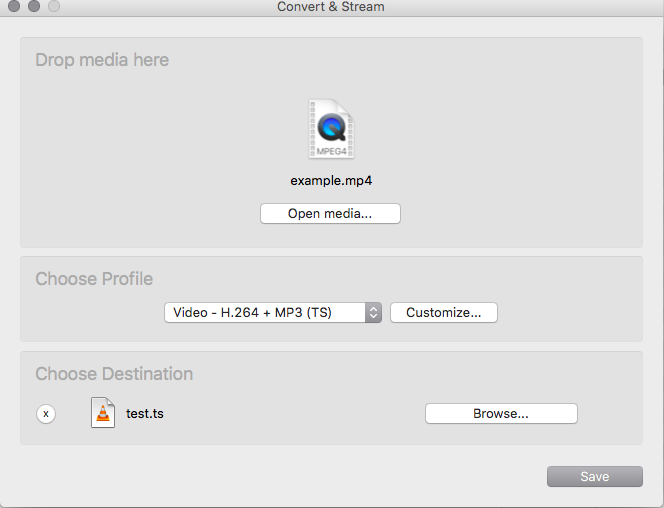 Convert & Stream
Drop media here
MPEG4
example.mp4
Open media...
Choose Profile
Video - H.264 + MP3 (TS)
Customize...
Choose Destination
x
test.ts
Browse...
Save